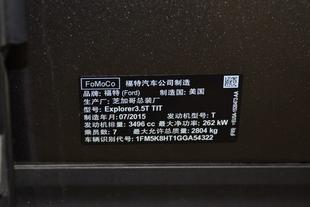 FoMoCo 福特汽车公司制造
品牌：福特 (Ford) 制造国：美国
生产厂：芝加哥总装厂
型号：Explorer3.5T TIT
制造年月：07/2015 发动机型号：T
发动机排量：3496 cc 最大净功率：262 kW
乘员数：7 最大允许总质量：2804 kg
车辆识别代号：1FM5K8HT1GGA54322